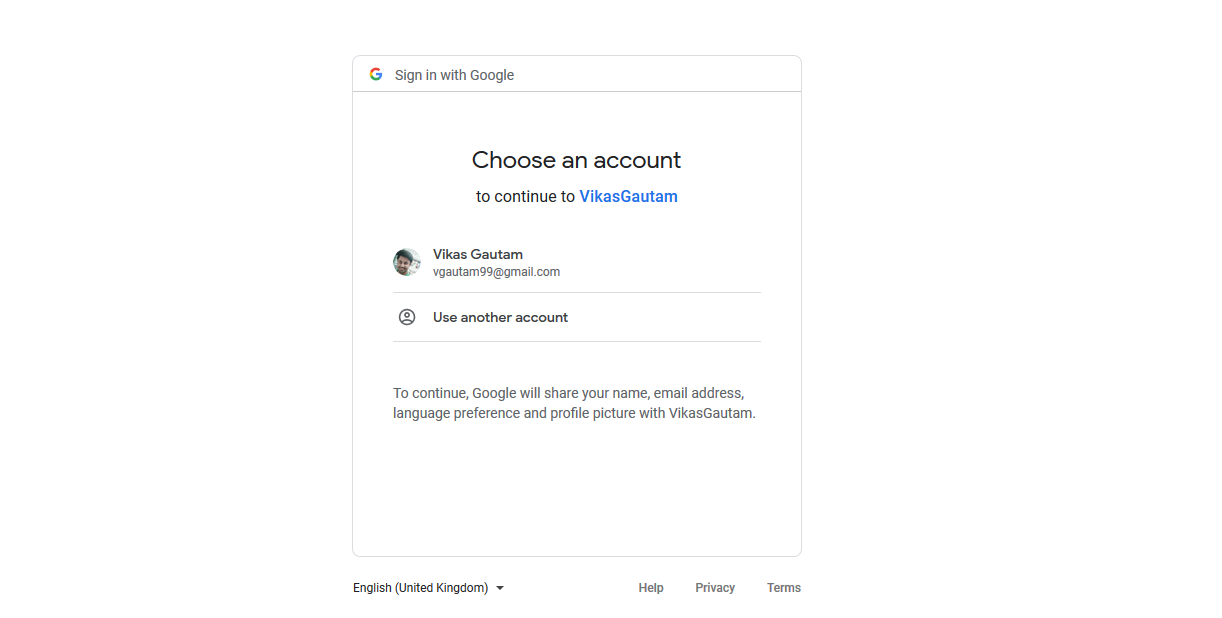 Sign in with Google
Choose an account
to continue to VikasGautam
Vikas Gautam
vgautam99@gmail.com
Use another account
To continue, Google will share your name, email address,
language preference and profile picture with VikasGautam.
English (United Kingdom)
Help
Privacy
Terms